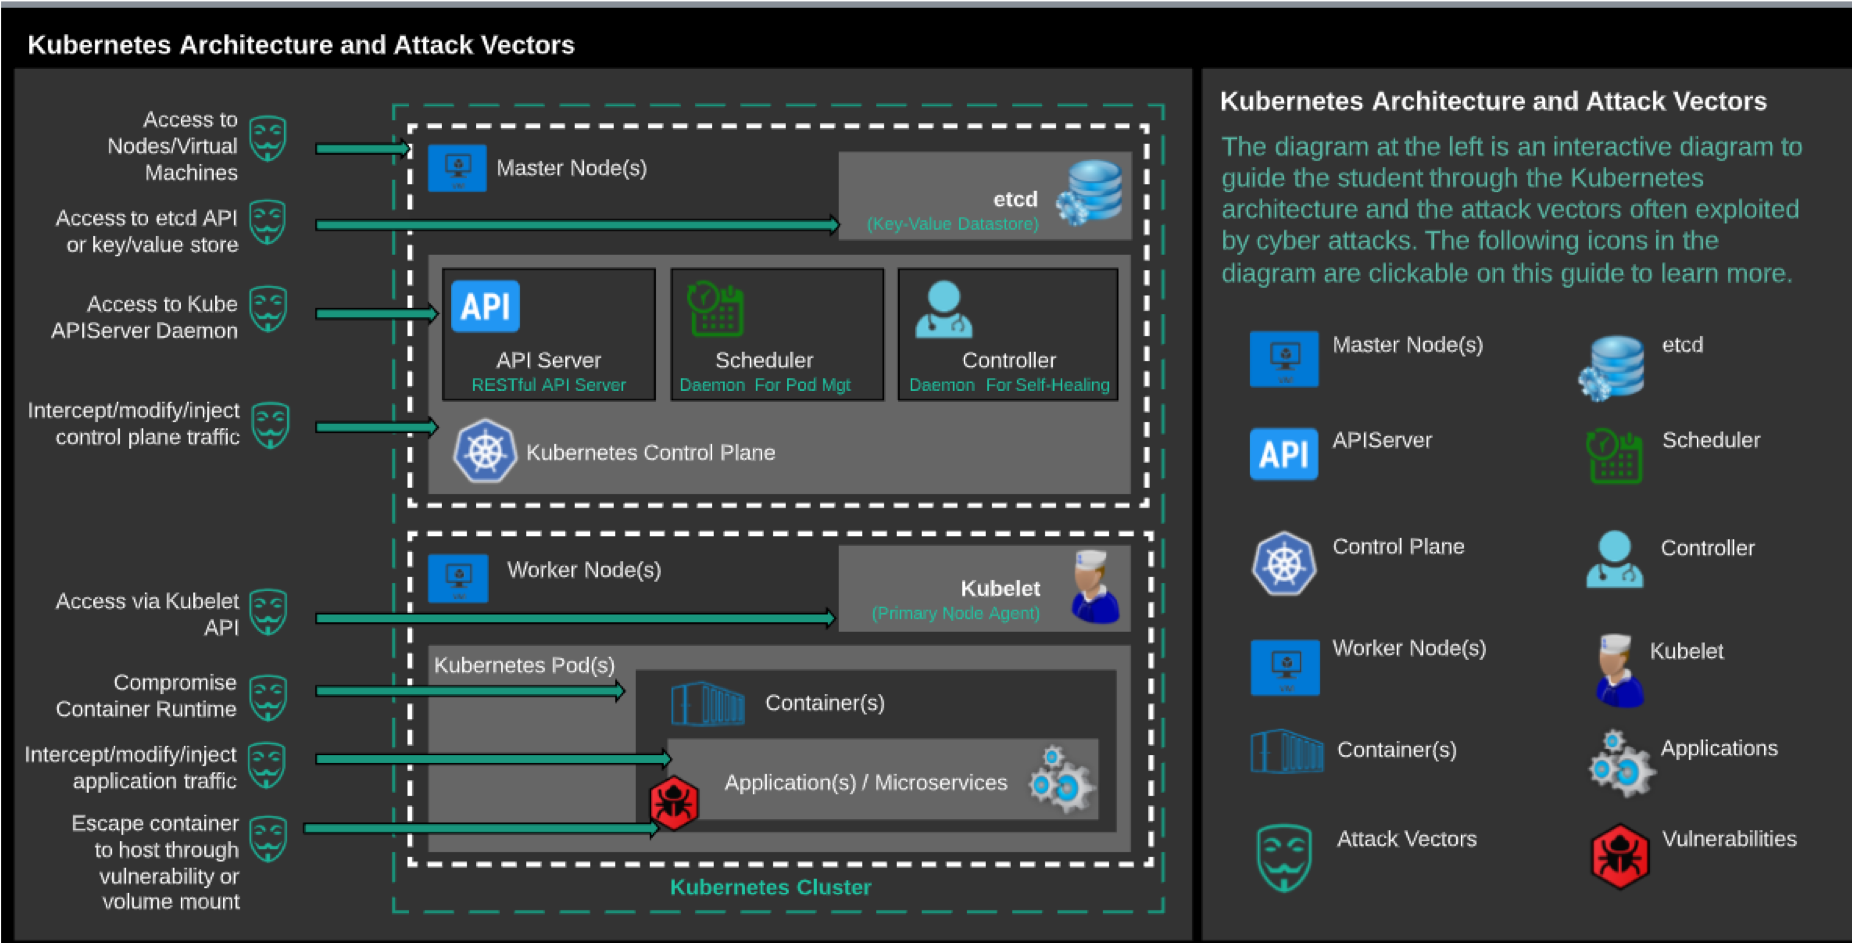 Kubernetes Architecture and Attack Vectors
Access to
Nodes/Virtual
Machines
Access to etcd API
or key/value store
Access to Kube
APIServer Daemon
Intercept/modify/inject
control plane traffic
Access via Kubelet
API
Compromise
Container Runtime
Intercept/modify/inject
application traffic
Escape container
to host through
vulnerability or
volume mount
Master Node(s)
etcd
(Key-Value Datastore)
API
API Server
RESTful API Server
Scheduler
Daemon For Pod Mgt
Controller
Daemon For Self-Healing
Kubernetes Control Plane
Worker Node(s)
Kubelet
(Primary Node Agent)
Kubernetes Pod(s)
Container(s)
Application(s) / Microservices
Kubernetes Cluster
Kubernetes Architecture and Attack Vectors
The diagram at the left is an interactive diagram to
guide the student through the Kubernetes
architecture and the attack vectors often exploited
by cyber attacks. The following icons in the
diagram are clickable on this guide to learn more.
Master Node(s)
etcd
API
APIServer
Scheduler
Control Plane
Controller
Worker Node(s)
Kubelet
Container(s)
Applications
Attack Vectors
Vulnerabilities